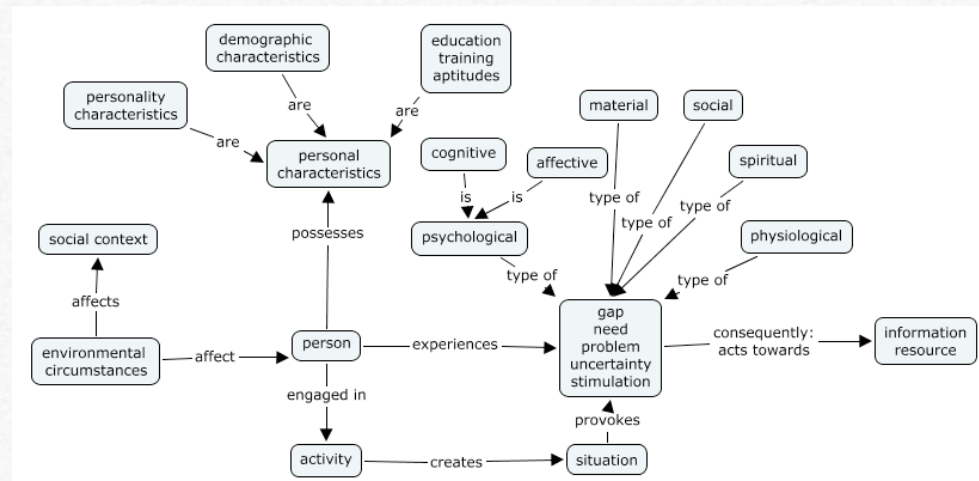 demographic
characteristics
education
training
aptitudes
personality
characteristics
are
are
are
personal
characteristics
material
social
cognitive
affective
spiritual
is
is
type of
type of
type of
psychological
physiological
type of
type of
possesses
social context
affects
environmental
circumstances
affect
person
experiences
gap
need
problem
uncertainty
stimulation
consequently:
acts towards
information
resource
engaged in
provokes
activity
creates
situation